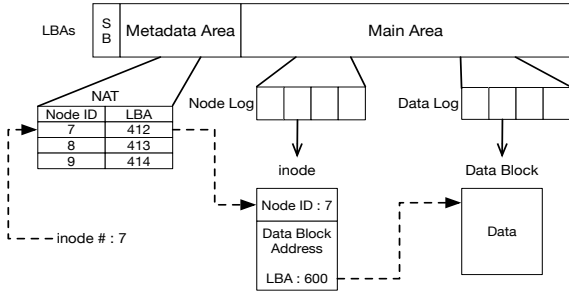 LBAs
S
B
Metadata Area
Main Area
NAT
Node ID LBA
7 412
8 413
9 414
Node Log
Data Log
inode
Data Block
inode # : 7
Node ID : 7
Data Block
Address
LBA : 600
Data